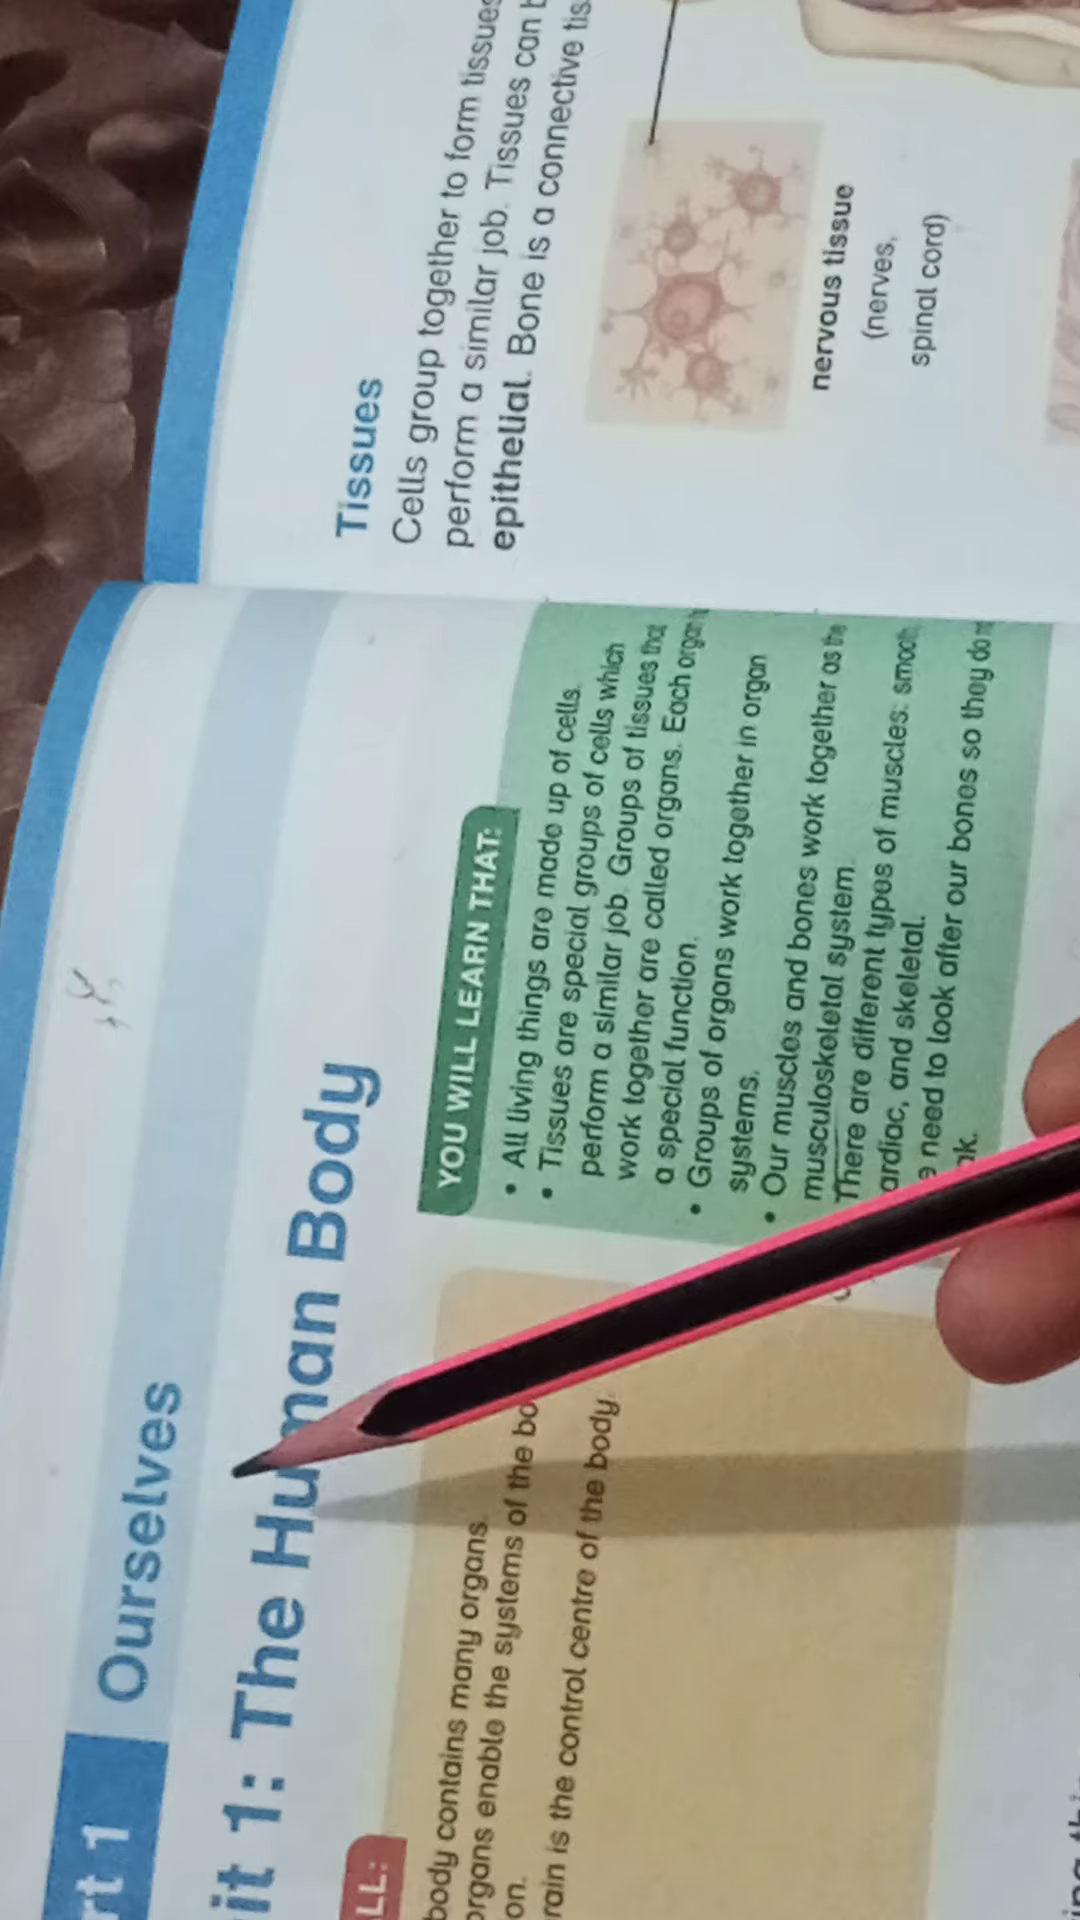 rt 1 Ourselves
it 1: The Human Body
LL:
body contains many organs.
organs enable the systems of the
on.
rain is the control centre of the body.
YOU WILL LEARN THAT:
• All living things are made up of cells.
• Tissues are special groups of cells which
perform a similar job. Groups of tissues that
work together are called organs. Each organ
a special function.
• Groups of organs work together in organ
systems.
• Our muscles and bones work together as the
musculoskeletal system.
There are different types of muscles: smooth,
ardiac, and skeletal.
need to look after our bones so they do
Tissues
Cells group together to form tissues
perform a similar job. Tissues can
epithelial. Bone is a connective
nervous tissue
(nerves,
spinal cord)